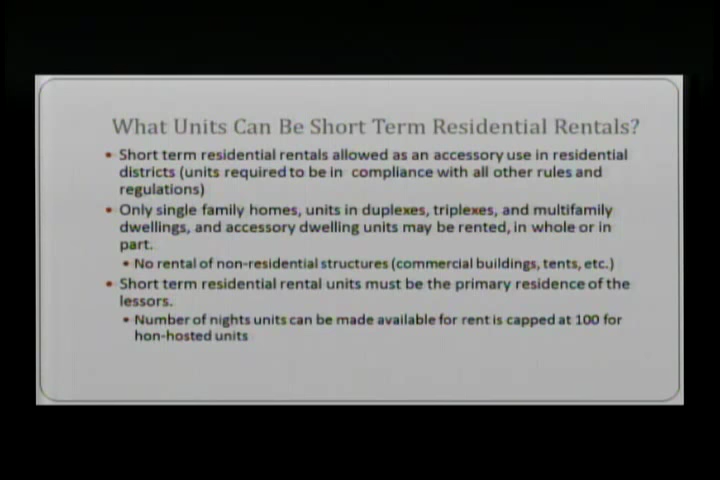 What Units Can Be Short Term Residential Rentals?
• Short term residential rentals allowed as an accessory use in residential
districts (units required to be in compliance with all other rules and
regulations)
• Only single family homes, units in duplexes, triplexes, and multifamily
dwellings, and accessory dwelling units may be rented, in whole or in
part.
• No rental of non-residential structures (commercial buildings, tents, etc.)
• Short term residential rental units must be the primary residence of the
lessors.
• Number of nights units can be made available for rent is capped at 100 for
hon-hosted units